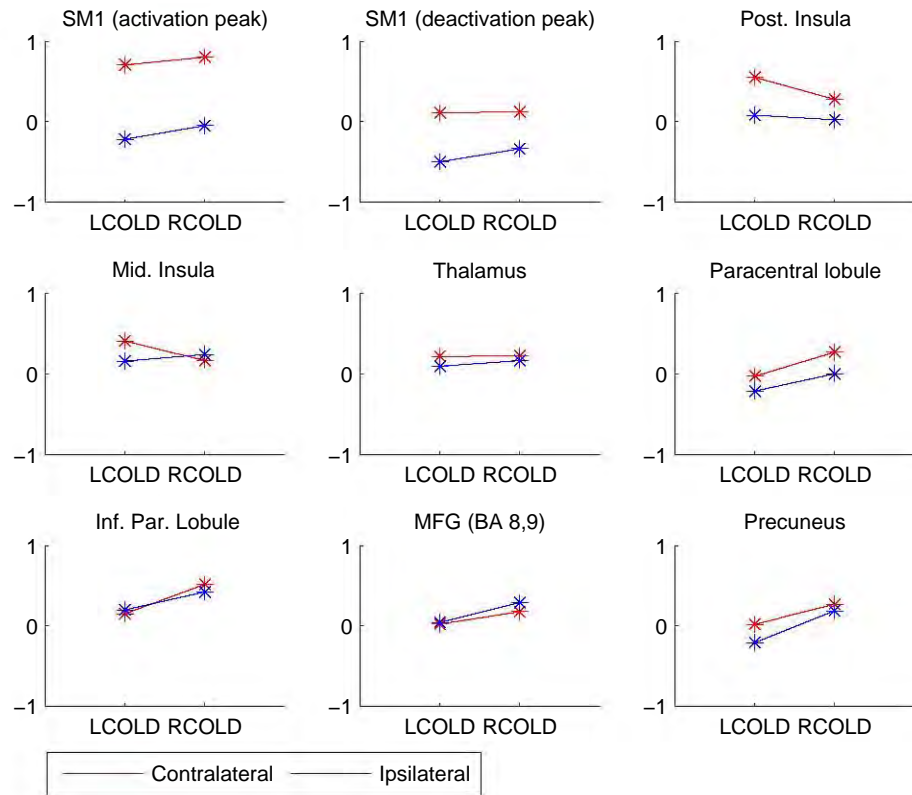 SM1 (activation peak) SM1 (deactivation peak) Post. Insula
1 1 1
0 0 0
−1 −1 −1
LCOLD RCOLD LCOLD RCOLD LCOLD RCOLD
Mid. Insula Thalamus Paracentral lobule
1 1 1
0 0 0
−1 −1 −1
LCOLD RCOLD LCOLD RCOLD LCOLD RCOLD
Inf. Par. Lobule MFG (BA 8,9) Precuneus
1 1 1
0 0 0
−1 −1 −1
LCOLD RCOLD LCOLD RCOLD LCOLD RCOLD
Contralateral Ipsilateral